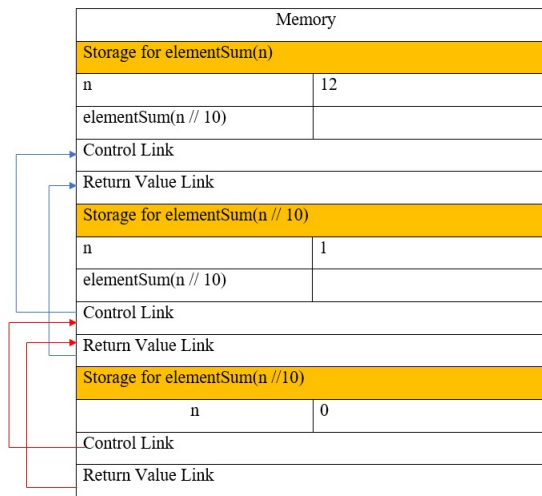 Memory
Storage for elementSum(n)
n 12
elementSum(n // 10)
Control Link
Return Value Link
Storage for elementSum(n // 10)
n 1
elementSum(n // 10)
Control Link
Return Value Link
Storage for elementSum(n //10)
n 0
Control Link
Return Value Link